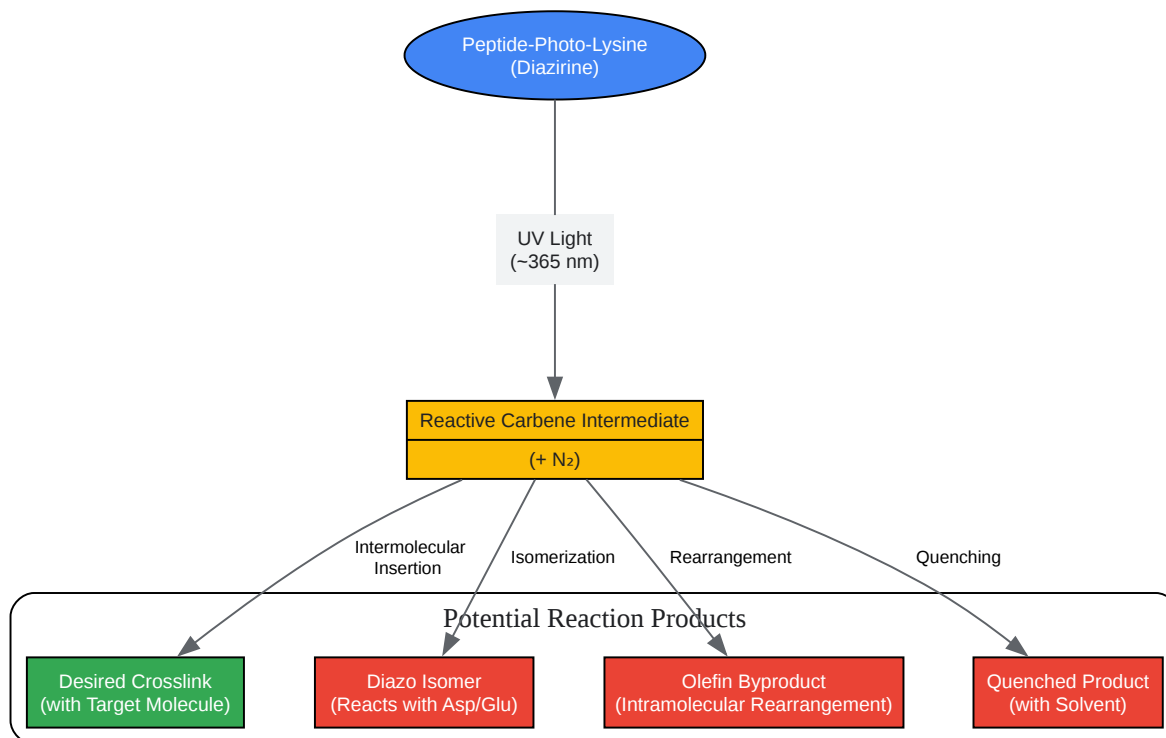 Peptide-Photo-Lysine
(Diazirine)
UV Light
(~365 nm)
Reactive Carbene Intermediate
(+ N₂)
Intermolecular
Insertion
Isomerization
Rearrangement
Quenching
Potential Reaction Products
Desired Crosslink
(with Target Molecule)
Diazo Isomer
(Reacts with Asp/Glu)
Olefin Byproduct
(Intramolecular Rearrangement)
Quenched Product
(with Solvent)